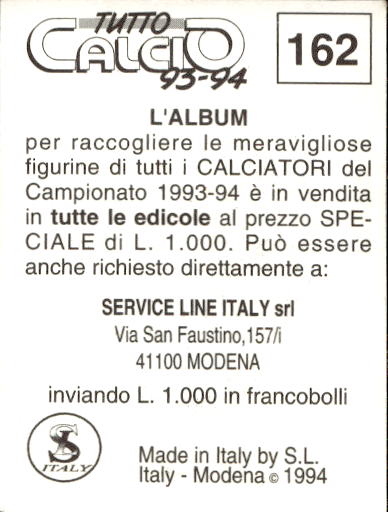 TUTTO
CALCIO
93-94
162
L'ALBUM
per raccogliere le meravigliose
figurine di tutti i CALCIATORI del
Campionato 1993-94 è in vendita
in tutte le edicole al prezzo SPE-
CIALE di L. 1.000. Può essere
anche richiesto direttamente a:
SERVICE LINE ITALY srl
Via San Faustino,157/i
41100 MODENA
inviando L. 1.000 in francobolli
SL
ITALY
Made in Italy by S.L.
Italy - Modena © 1994